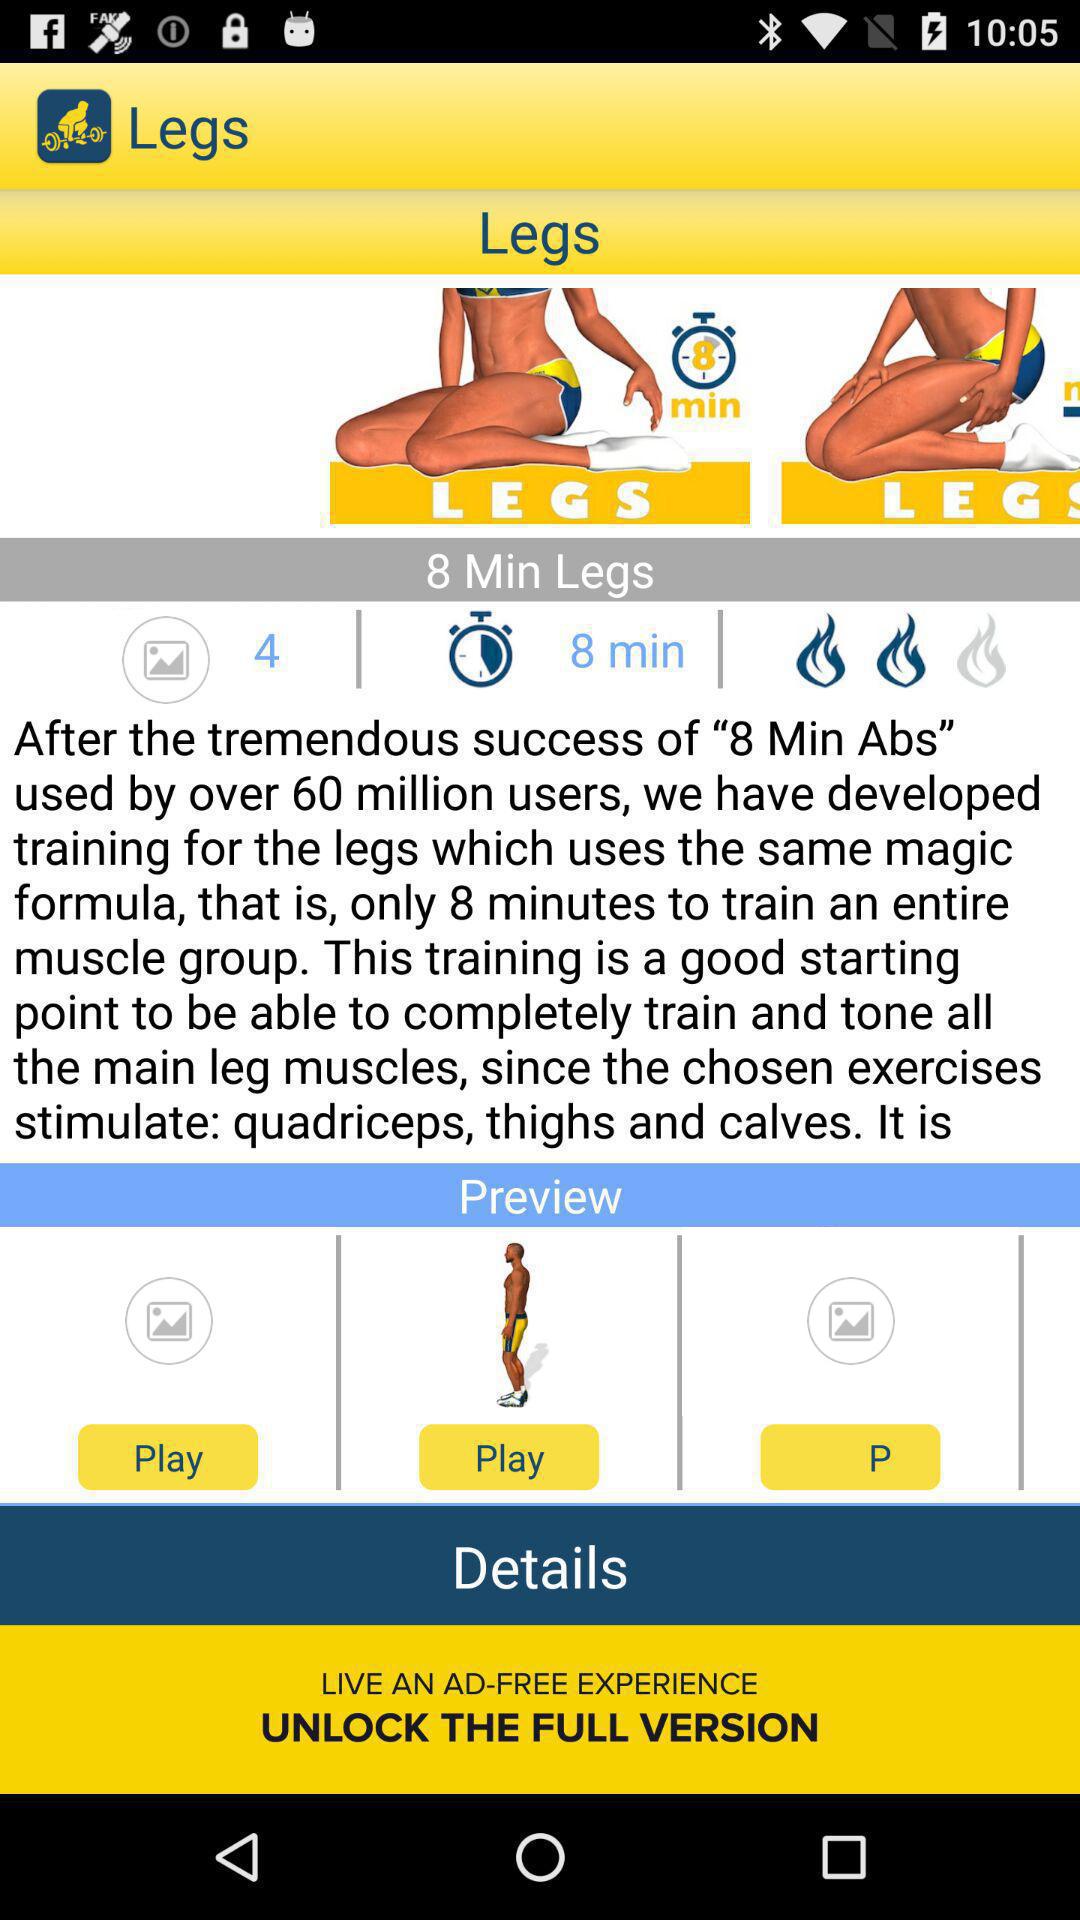 FAK
10:05
Legs
Legs
8
min
LEGS
LEGS
8 Min Legs
4
8 min
After the tremendous success of “8 Min Abs”
used by over 60 million users, we have developed
training for the legs which uses the same magic
formula, that is, only 8 minutes to train an entire
muscle group. This training is a good starting
point to be able to completely train and tone all
the main leg muscles, since the chosen exercises
stimulate: quadriceps, thighs and calves. It is
Preview
Play
Play
P
Details
LIVE AN AD-FREE EXPERIENCE
UNLOCK THE FULL VERSION